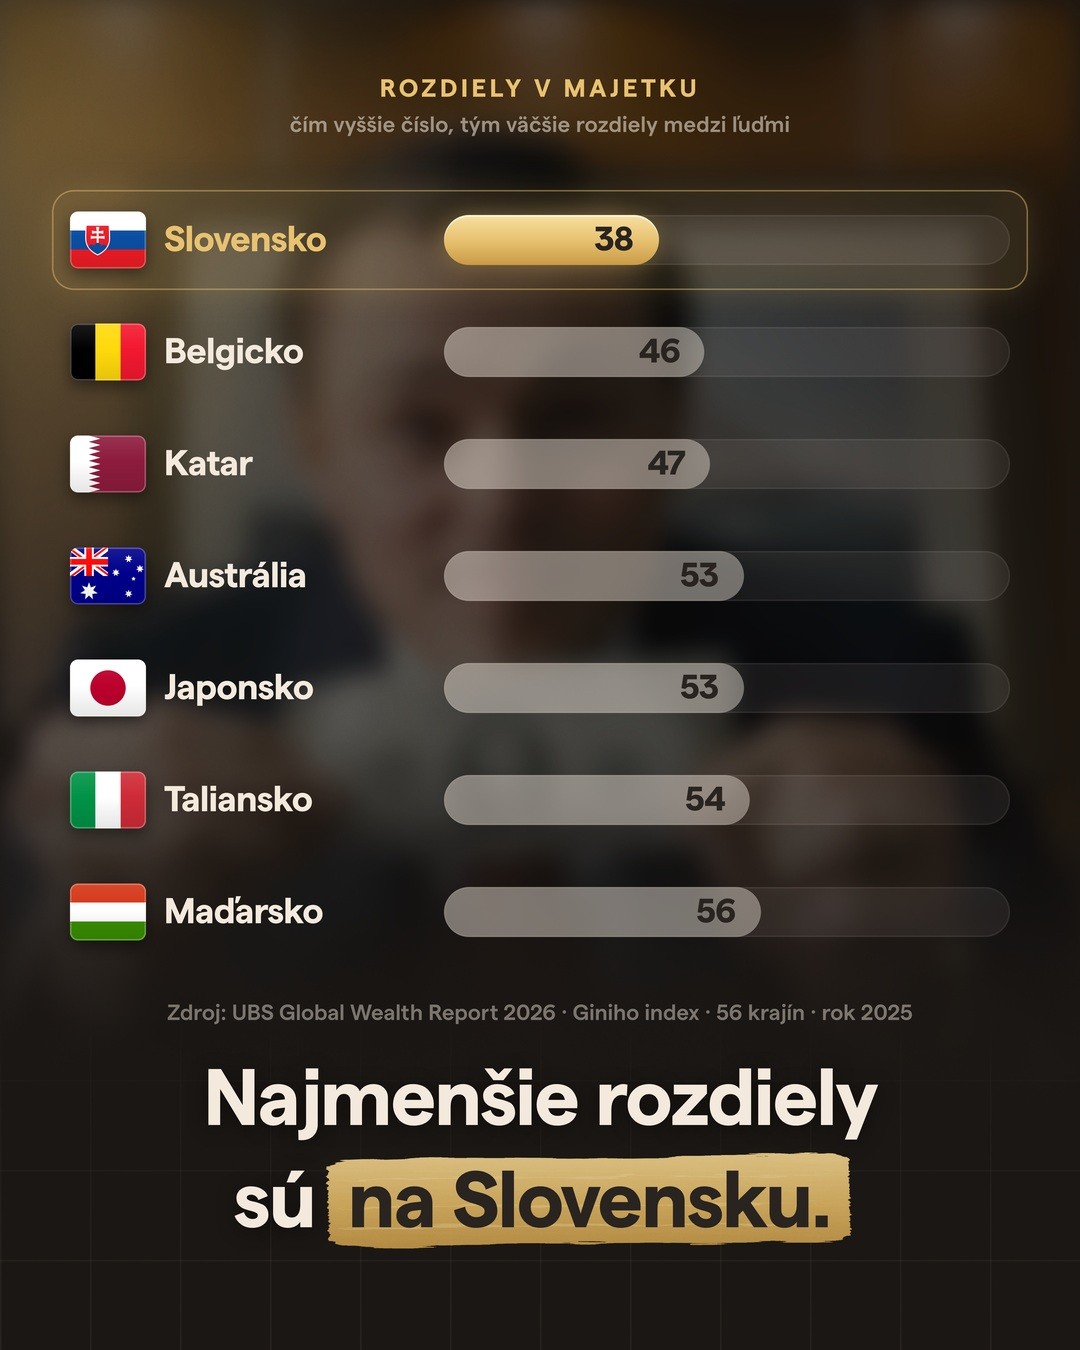 ROZDIELY V MAJETKU
čím vyššie číslo, tým väčšie rozdiely medzi ľuďmi
Slovensko 38
Belgicko 46
Katar 47
Austrália 53
Japonsko 53
Taliansko 54
Maďarsko 56
Zdroj: UBS Global Wealth Report 2026 · Giniho index · 56 krajín · rok 2025
Najmenšie rozdiely
sú na Slovensku.